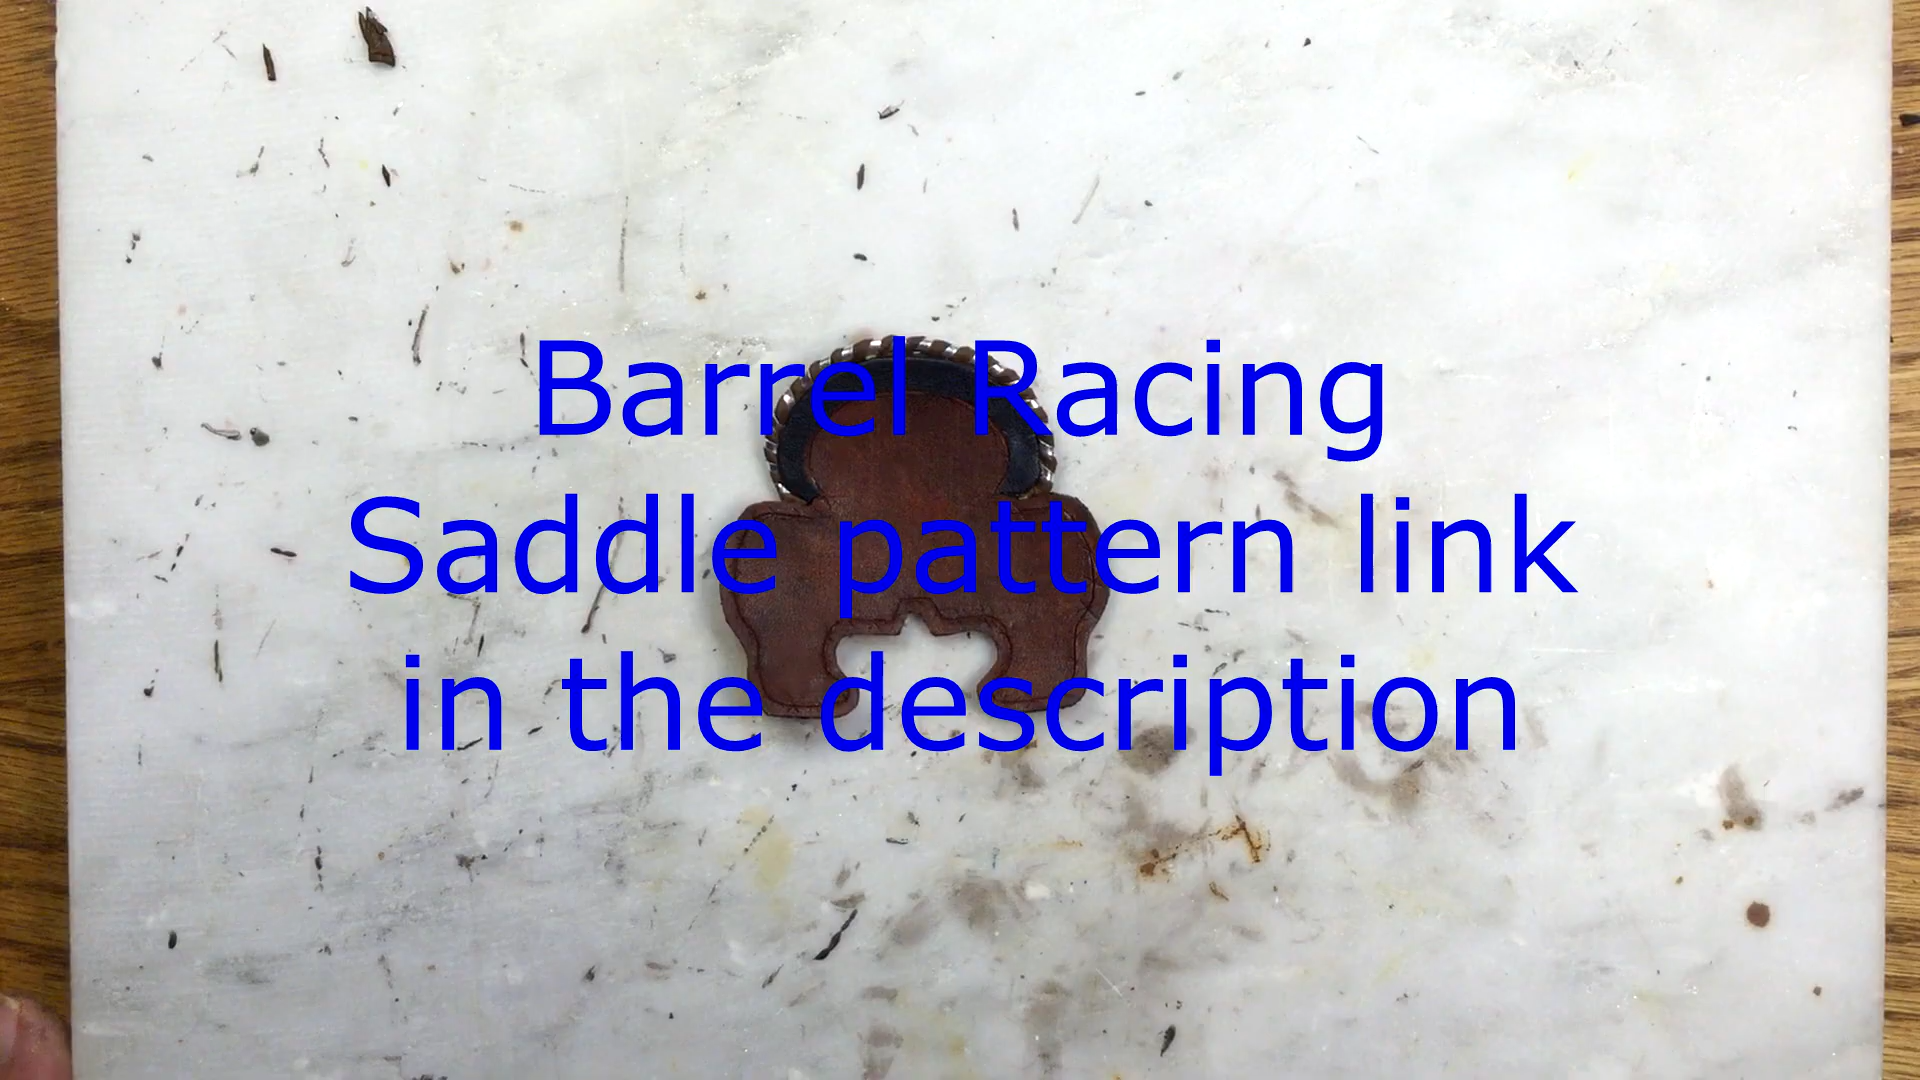 Barrel Racing
Saddle pattern link
in the description